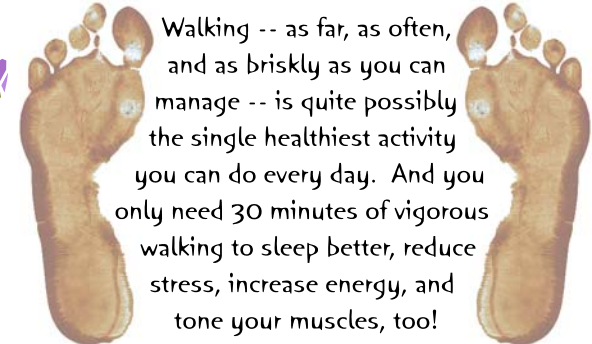 Walking -- as far, as often,
and as briskly as you can
manage -- is quite possibly
the single healthiest activity
you can do every day.  And you
only need 30 minutes of vigorous
walking to sleep better, reduce
stress, increase energy, and
tone your muscles, too!